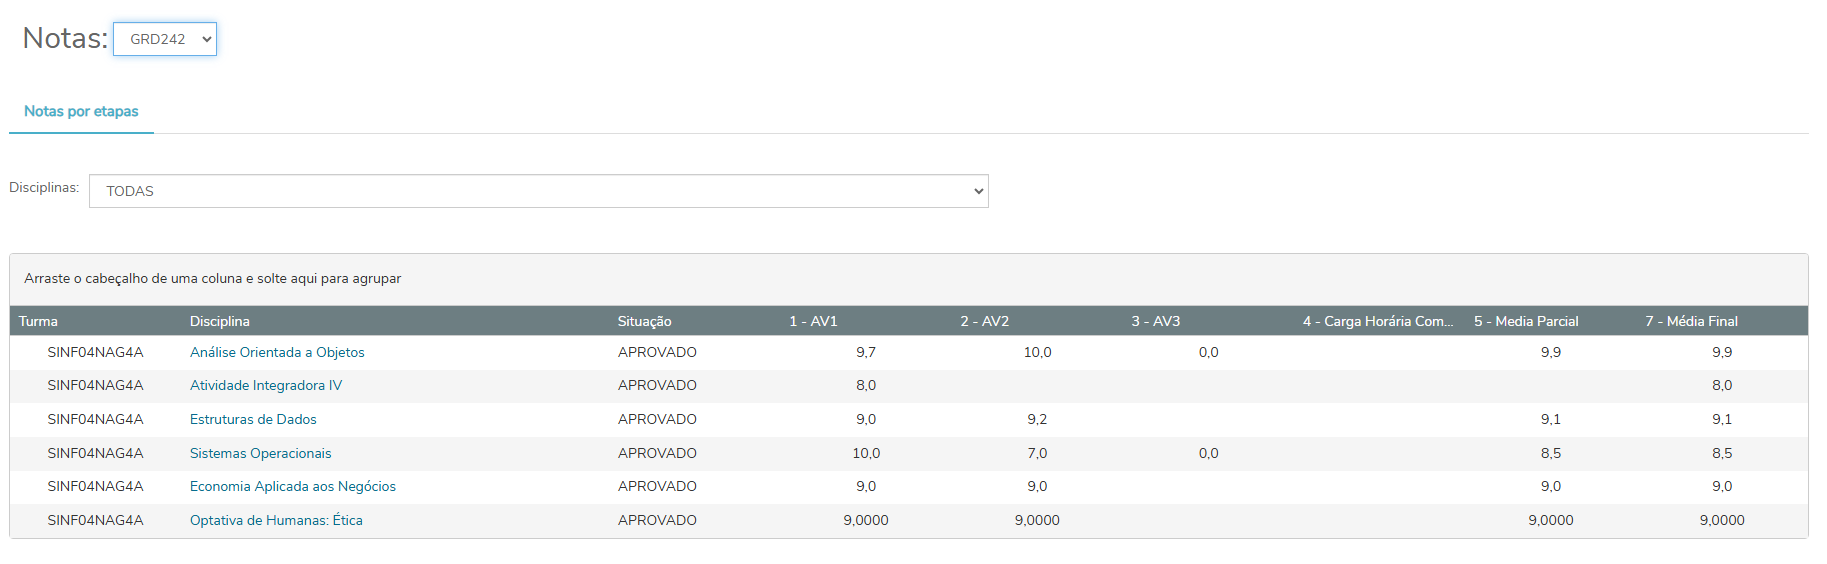 Notas: GRD242
Notas por etapas
Disciplinas: TODAS
Arraste o cabeçalho de uma coluna e solte aqui para agrupar
Turma Disciplina Situação 1 - AV1 2 - AV2 3 - AV3 4 - Carga Horária Com... 5 - Media Parcial 7 - Média Final
SINF04NAG4A Análise Orientada a Objetos APROVADO 9,7 10,0 0,0 9,9 9,9
SINF04NAG4A Atividade Integradora IV APROVADO 8,0 8,0
SINF04NAG4A Estruturas de Dados APROVADO 9,0 9,2 9,1 9,1
SINF04NAG4A Sistemas Operacionais APROVADO 10,0 7,0 0,0 8,5 8,5
SINF04NAG4A Economia Aplicada aos Negócios APROVADO 9,0 9,0 9,0 9,0
SINF04NAG4A Optativa de Humanas: Ética APROVADO 9,0000 9,0000 9,0000 9,0000